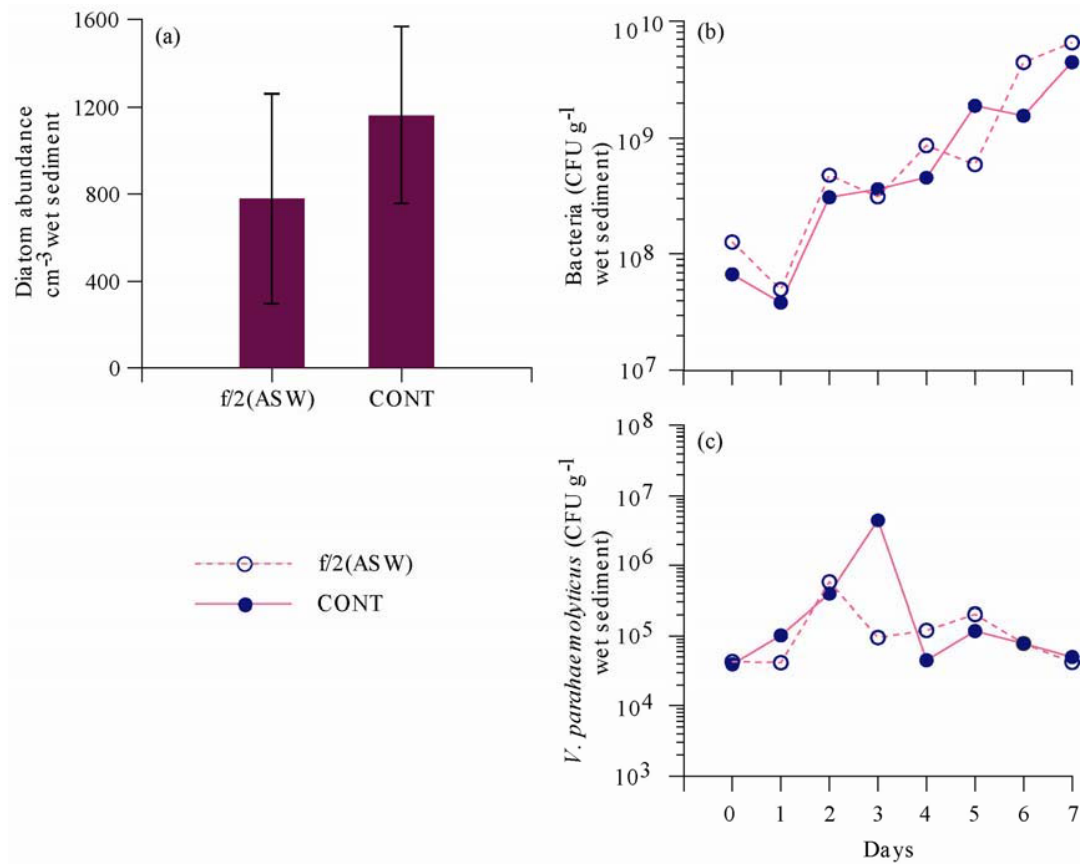 (a)
Diatom abundance
cm-3 wet sediment
1600
1200
800
400
0
f/2(ASW) CONT
(b)
Bacteria (CFU g-1
wet sediment)
10^10
10^9
10^8
10^7
f/2(ASW)
CONT
(c)
V. parahaemolyticus (CFU g-1
wet sediment)
10^8
10^7
10^6
10^5
10^4
10^3
0 1 2 3 4 5 6 7
Days